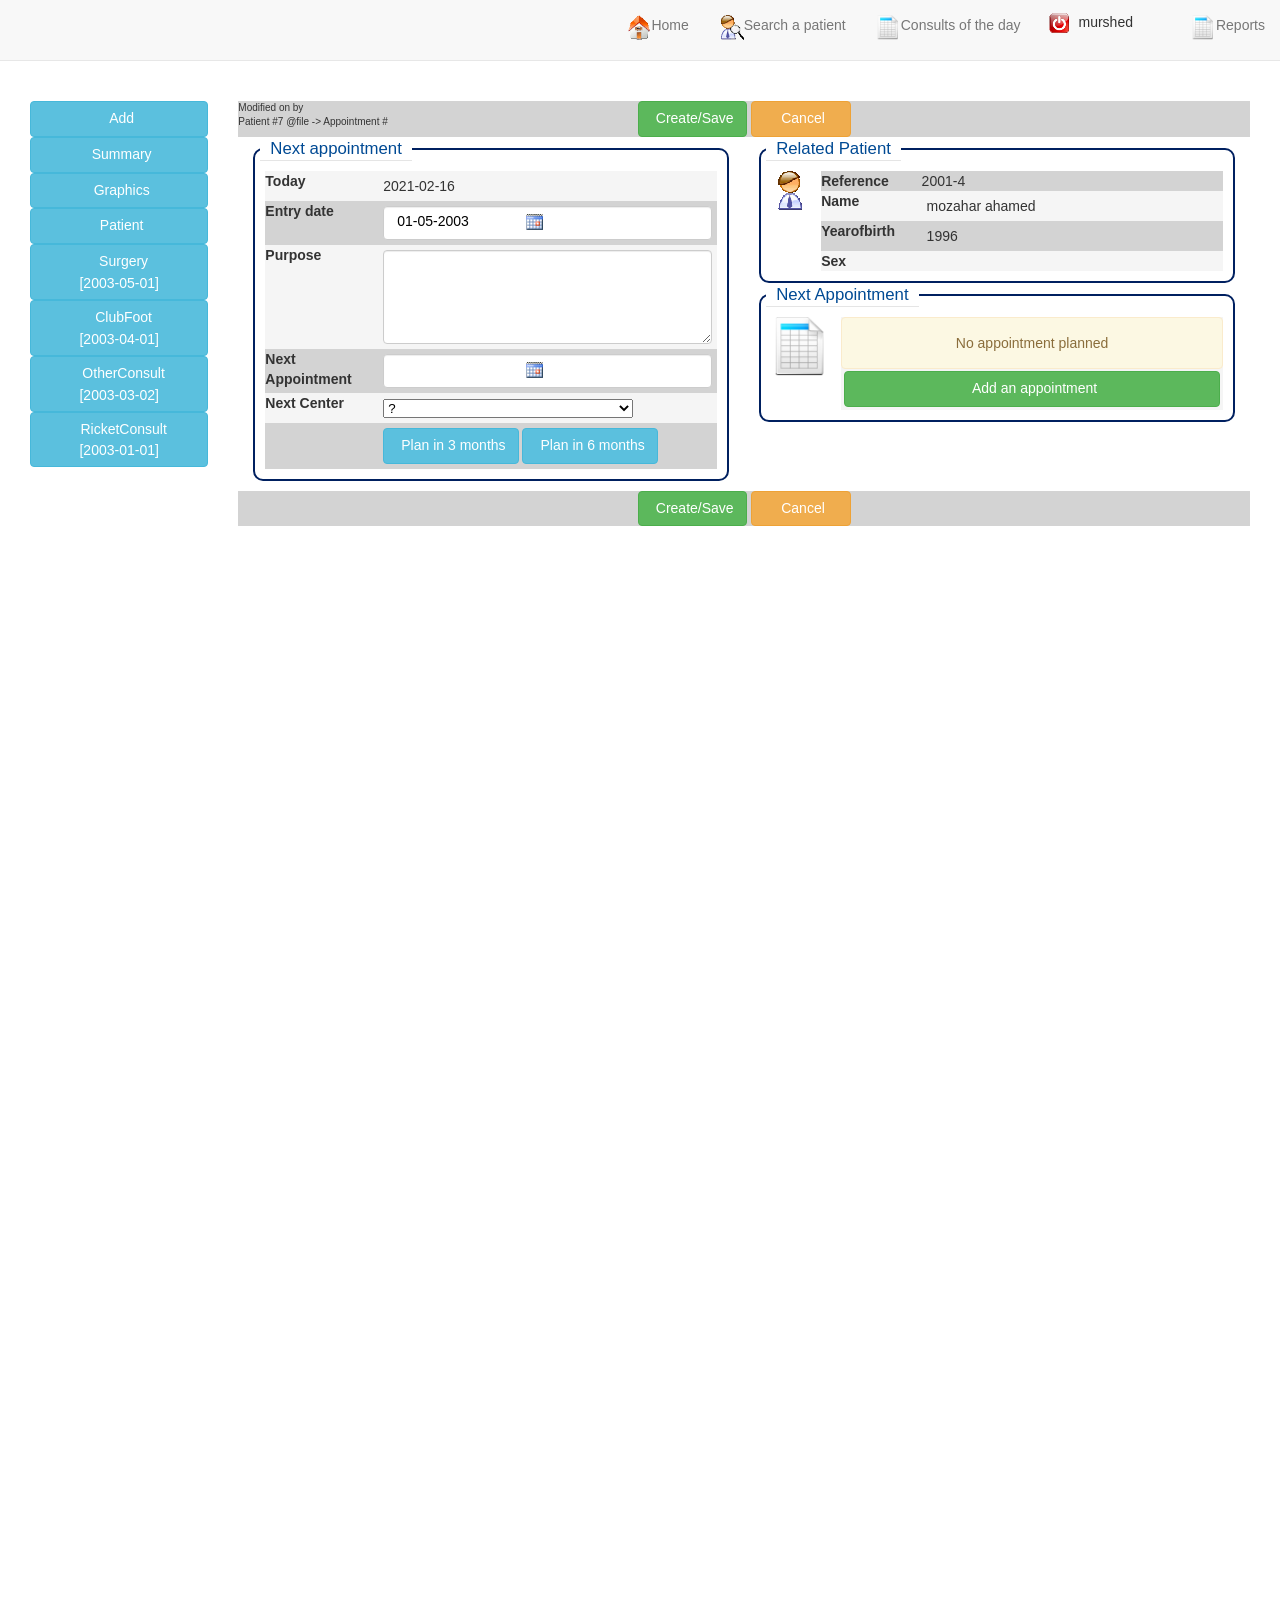 Home Search a patient Consults of the day murshed Reports
Add
Summary
Graphics
Patient
Surgery
[2003-05-01]
ClubFoot
[2003-04-01]
OtherConsult
[2003-03-02]
RicketConsult
[2003-01-01]
Modified on by
Patient #7 @file -> Appointment #
Create/Save Cancel
Next appointment
Today 2021-02-16
Entry date 01-05-2003
Purpose
Next
Appointment
Next Center ?
Plan in 3 months Plan in 6 months
Related Patient
Reference 2001-4
Name mozahar ahamed
Yearofbirth 1996
Sex
Next Appointment
No appointment planned
Add an appointment
Create/Save Cancel